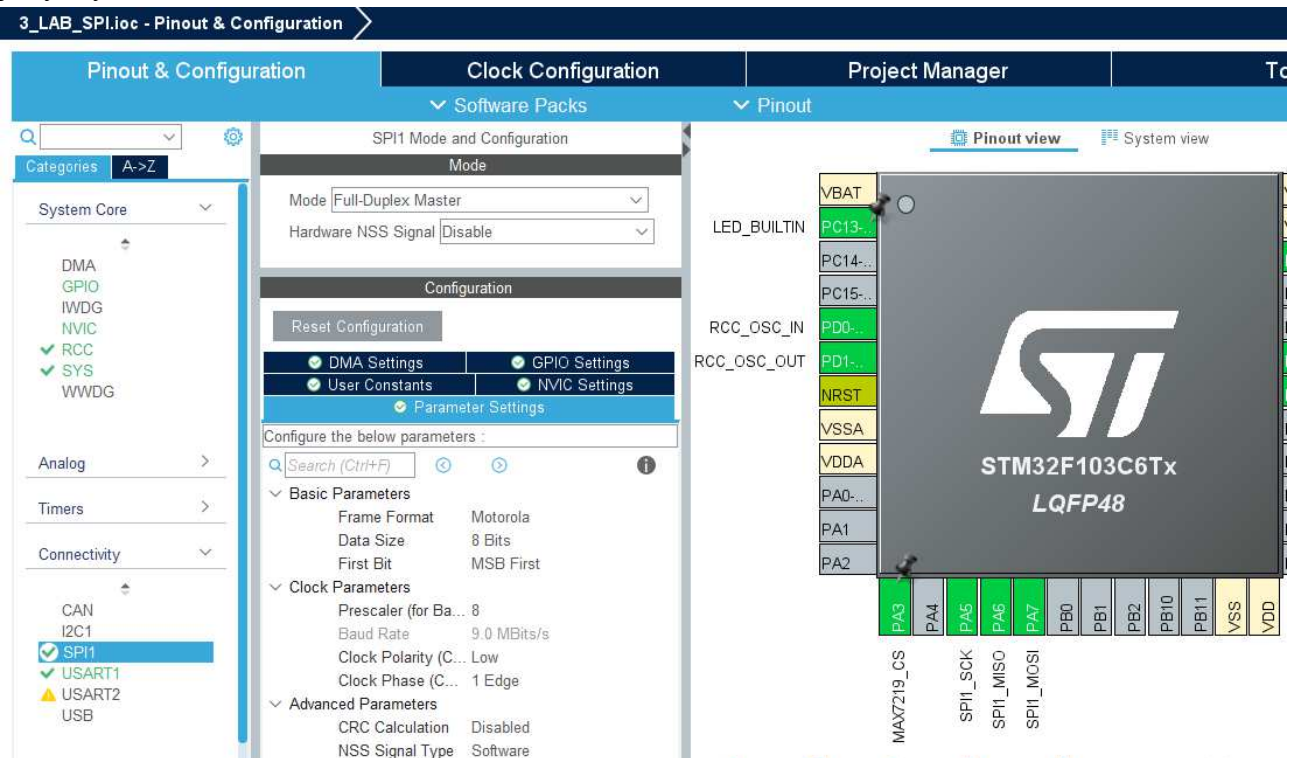 3_LAB_SPI.ioc - Pinout & Configuration
Pinout & Configuration
Clock Configuration
Project Manager
Software Packs
Pinout
Categories
A->Z
System Core
DMA
GPIO
IWDG
NVIC
RCC
SYS
WWDG
Analog
Timers
Connectivity
CAN
I2C1
SPI1
USART1
USART2
USB
SPI1 Mode and Configuration
Mode
Mode Full-Duplex Master
Hardware NSS Signal Disable
Configuration
Reset Configuration
DMA Settings
GPIO Settings
User Constants
NVIC Settings
Parameter Settings
Configure the below parameters :
Search (Ctrl+F)
Basic Parameters
Frame Format Motorola
Data Size 8 Bits
First Bit MSB First
Clock Parameters
Prescaler (for Ba... 8
Baud Rate 9.0 MBits/s
Clock Polarity (C... Low
Clock Phase (C... 1 Edge
Advanced Parameters
CRC Calculation Disabled
NSS Signal Type Software
Pinout view
System view
VBAT
LED_BUILTIN PC13-..
PC14-..
PC15-..
RCC_OSC_IN PD0-..
RCC_OSC_OUT PD1-..
NRST
VSSA
VDDA
PA0-..
PA1
PA2
STM32F103C6Tx
LQFP48
PA3
PA4
PA5
PA6
PA7
PB0
PB1
PB2
PB10
PB11
VSS
VDD
MAX7219_CS
SPI1_SCK
SPI1_MISO
SPI1_MOSI